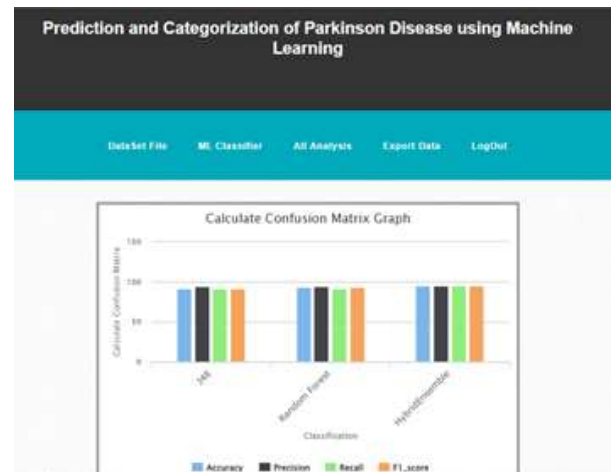 Prediction and Categorization of Parkinson Disease using Machine
Learning
DataSet File ML Classifier All Analysis Export Data LogOut
Calculate Confusion Matrix Graph
Calculate Confusion Matrix
150
100
50
0
J48 Random Forest HybridEnsemble
Classification
Accuracy Precision Recall F1_score